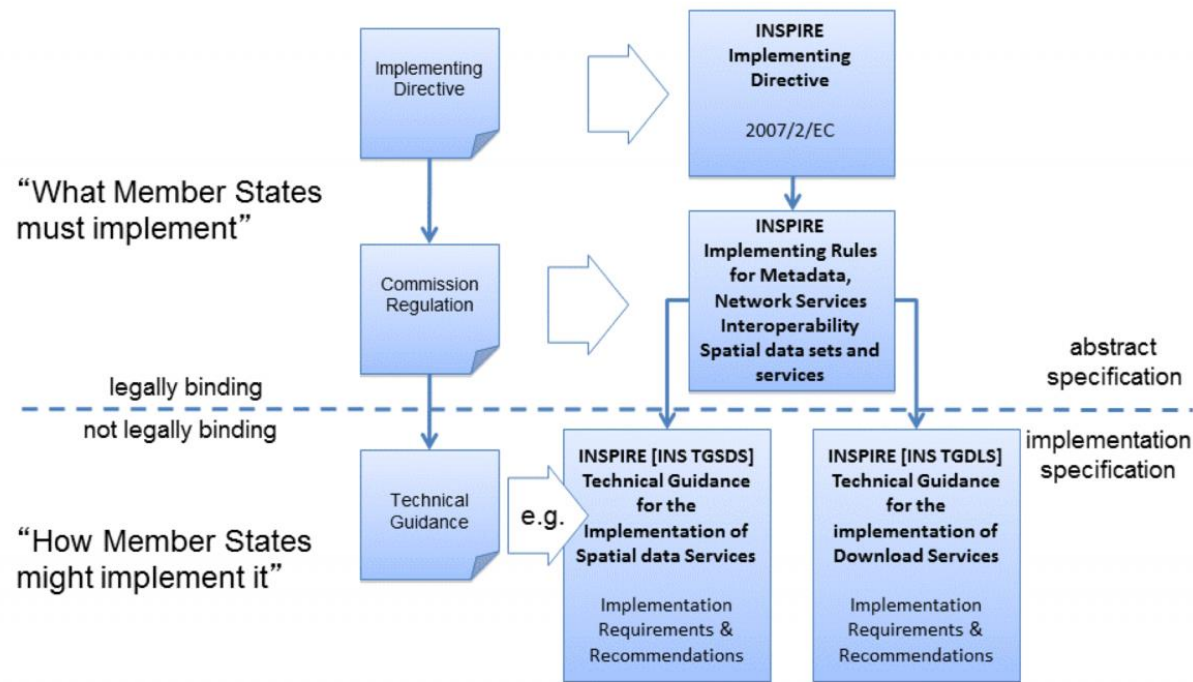 Implementing
Directive
INSPIRE
Implementing
Directive
2007/2/EC
“What Member States
must implement”
Commission
Regulation
INSPIRE
Implementing Rules
for Metadata,
Network Services
Interoperability
Spatial data sets and
services
abstract
specification
legally binding
not legally binding
implementation
specification
Technical
Guidance
e.g.
INSPIRE [INS TGSDS]
Technical Guidance
for the
Implementation of
Spatial data Services
Implementation
Requirements &
Recommendations
INSPIRE [INS TGDLS]
Technical Guidance
for the
implementation of
Download Services
Implementation
Requirements &
Recommendations
“How Member States
might implement it”